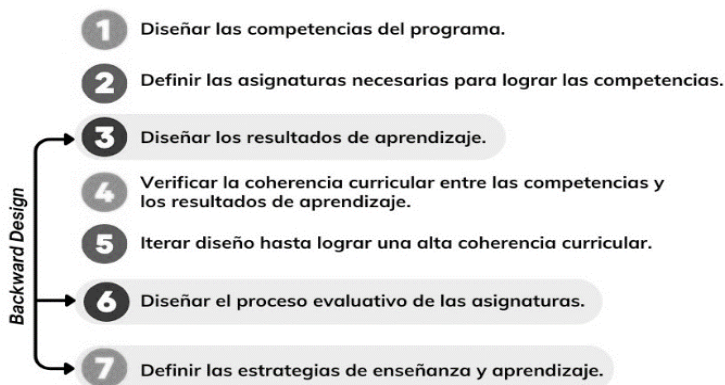 1 Diseñar las competencias del programa.
2 Definir las asignaturas necesarias para lograr las competencias.
3 Diseñar los resultados de aprendizaje.
4 Verificar la coherencia curricular entre las competencias y
los resultados de aprendizaje.
5 Iterar diseño hasta lograr una alta coherencia curricular.
6 Diseñar el proceso evaluativo de las asignaturas.
7 Definir las estrategias de enseñanza y aprendizaje.
Backward Design